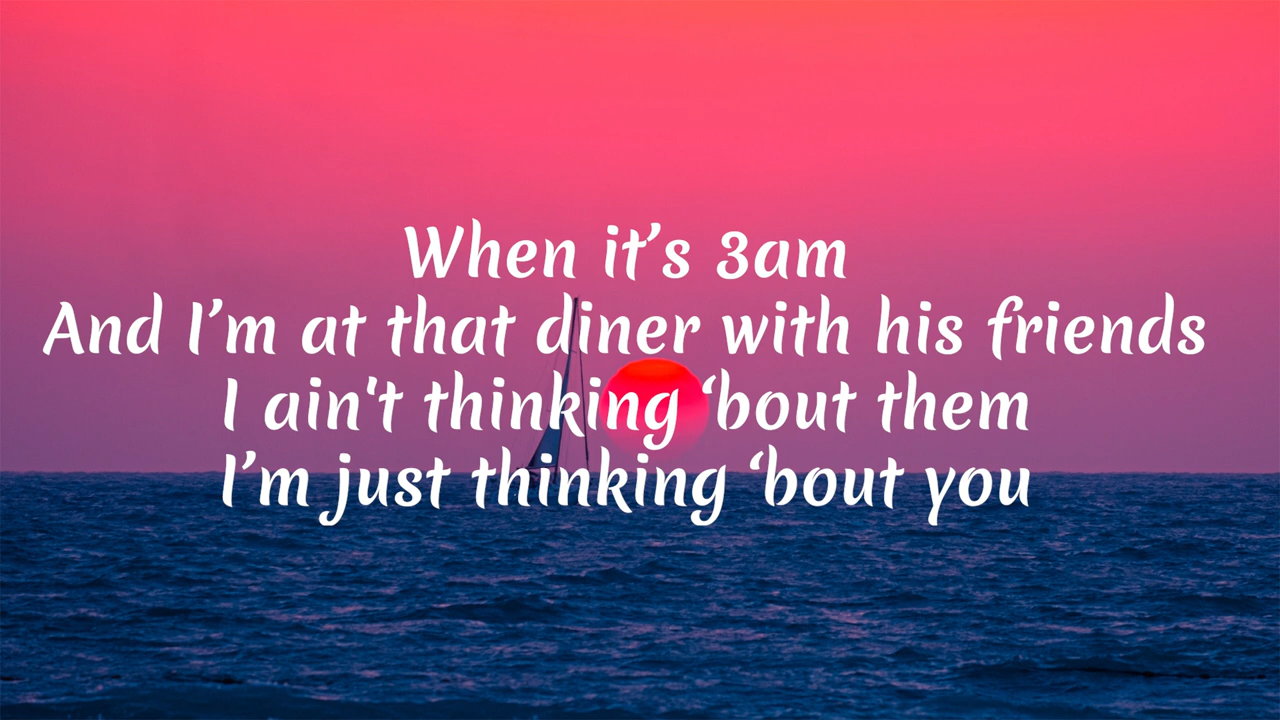 When it’s 3am
And I’m at that diner with his friends
I ain't thinking ‘bout them
I’m just thinking ‘bout you